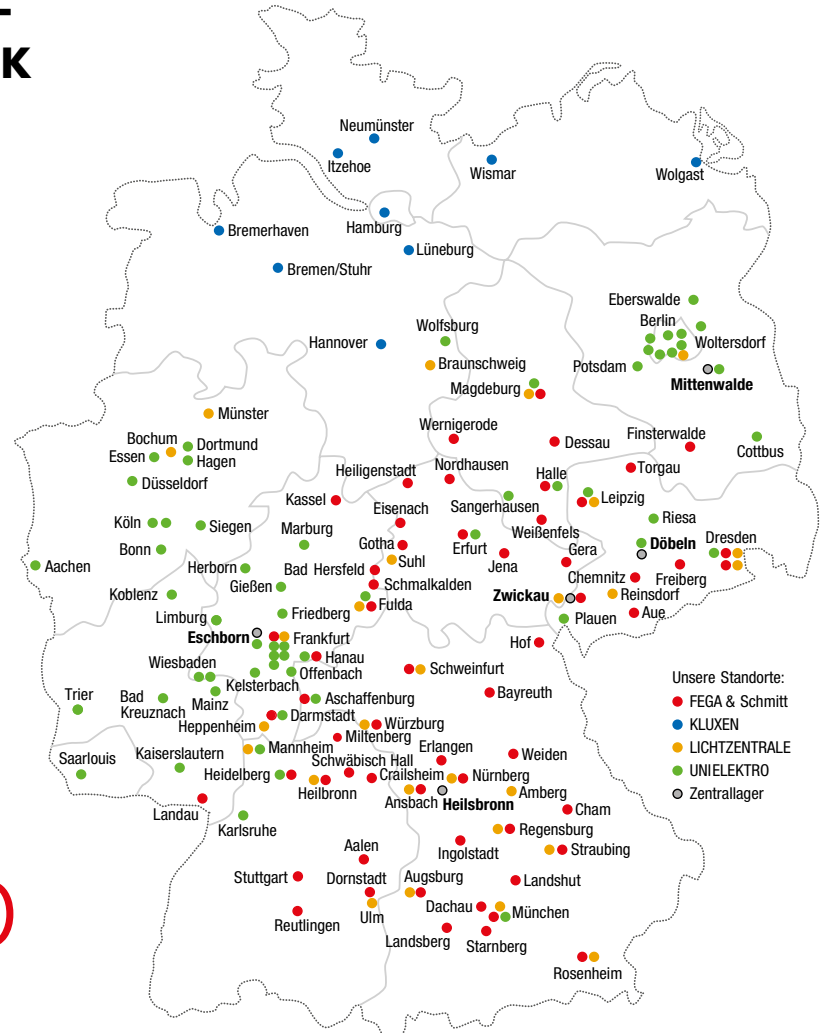 K
Neumünster
Itzehoe
Wismar
Wolgast
Hamburg
Bremerhaven
Lüneburg
Bremen/Stuhr
Eberswalde
Berlin
Wolfsburg
Woltersdorf
Hannover
Braunschweig
Potsdam
Mittenwalde
Magdeburg
Münster
Wernigerode
Bochum
Dortmund
Dessau
Finsterwalde
Essen
Hagen
Cottbus
Düsseldorf
Heiligenstadt
Nordhausen
Halle
Torgau
Kassel
Sangerhausen
Leipzig
Eisenach
Köln
Siegen
Marburg
Weißenfels
Riesa
Bonn
Gotha
Erfurt
Döbeln
Dresden
Aachen
Herborn
Bad Hersfeld
Suhl
Jena
Gera
Koblenz
Gießen
Schmalkalden
Chemnitz
Freiberg
Limburg
Friedberg
Fulda
Zwickau
Reinsdorf
Eschborn
Frankfurt
Plauen
Aue
Wiesbaden
Hanau
Hof
Offenbach
Schweinfurt
Kelsterbach
Bayreuth
Trier
Bad
Kreuznach
Mainz
Aschaffenburg
Heppenheim
Darmstadt
Würzburg
Miltenberg
Saarlouis
Kaiserslautern
Mannheim
Erlangen
Weiden
Schwäbisch Hall
Heidelberg
Crailsheim
Nürnberg
Heilbronn
Ansbach
Heilsbronn
Amberg
Landau
Cham
Karlsruhe
Regensburg
Aalen
Ingolstadt
Straubing
Stuttgart
Dornstadt
Augsburg
Landshut
Reutlingen
Ulm
Dachau
München
Landsberg
Starnberg
Rosenheim
Unsere Standorte:
FEGA & Schmitt
KLUXEN
LICHTZENTRALE
UNIELEKTRO
Zentrallager